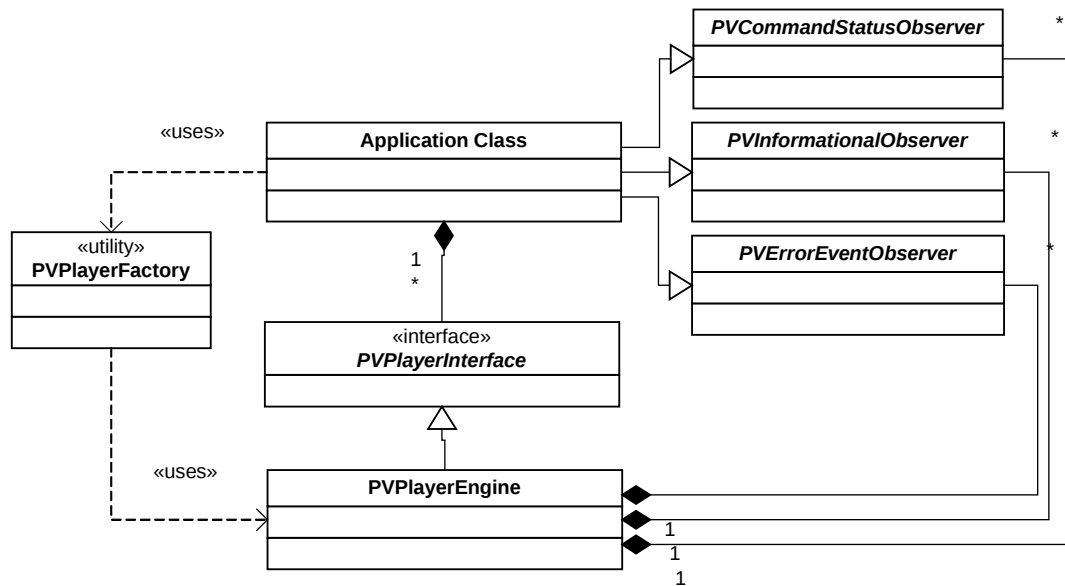 PVCommandStatusObserver
*
«uses»
Application Class
PVInformationalObserver
*
«utility»
PVPlayerFactory
PVErrorEventObserver
*
1
*
«interface»
PVPlayerInterface
«uses»
PVPlayerEngine
1
1
1